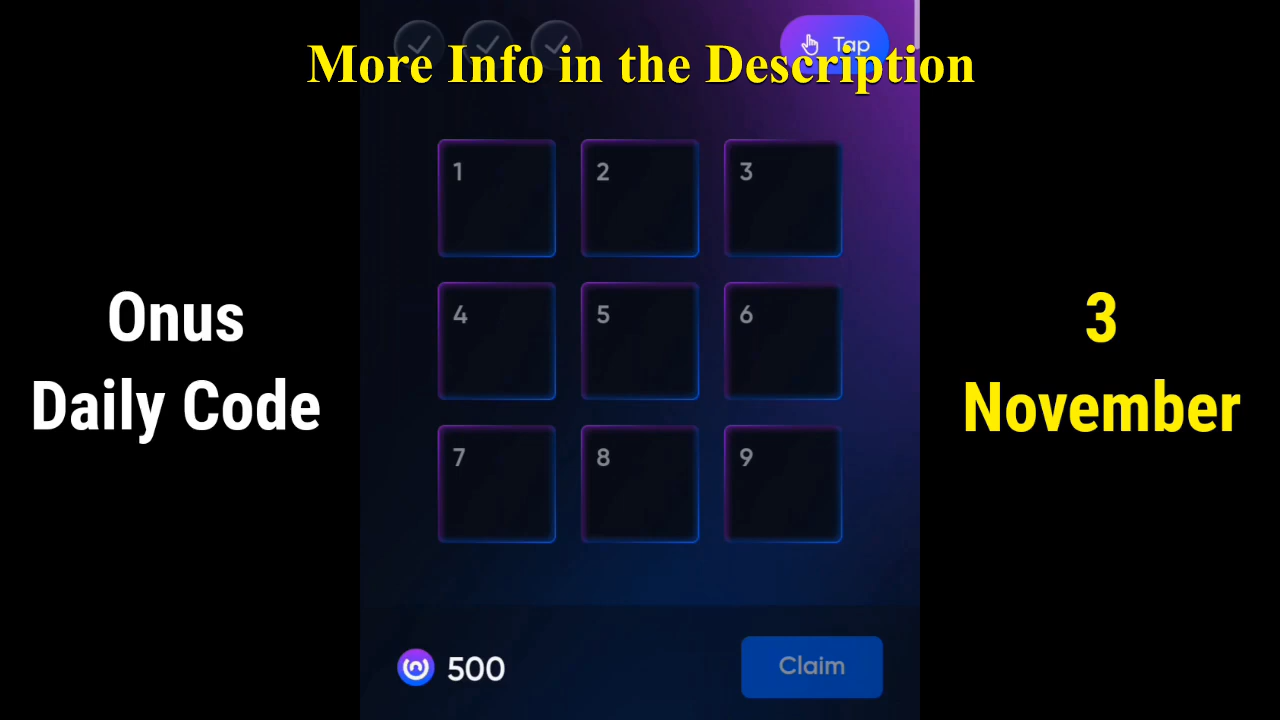 Tap
More Info in the Description
1 2 3
4 5 6
7 8 9
Onus
Daily Code
3
November
500
Claim